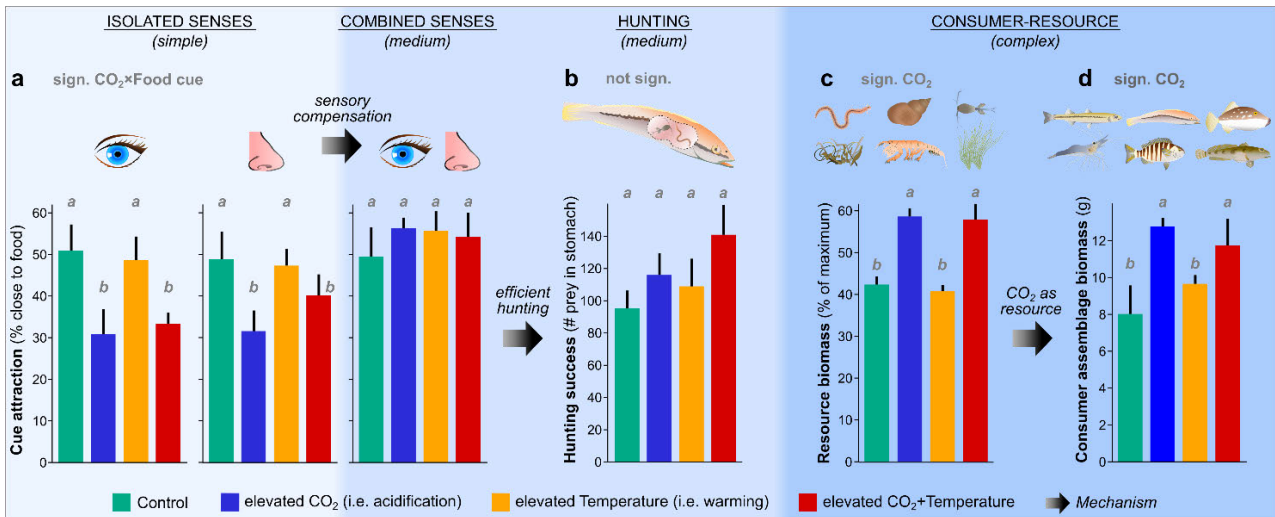 ISOLATED SENSES
(simple)
COMBINED SENSES
(medium)
HUNTING
(medium)
CONSUMER-RESOURCE
(complex)
a
sign. CO₂×Food cue
sensory
compensation
b
not sign.
c
sign. CO₂
d
sign. CO₂
Cue attraction (% close to food)
60
50
40
30
20
10
0
a
b
a
b
a
b
a
b
a
a
a
a
efficient
hunting
Hunting success (# prey in stomach)
140
120
100
80
60
40
20
0
a
a
a
a
Resource biomass (% of maximum)
60
50
40
30
20
10
0
b
a
b
a
CO₂ as
resource
Consumer assemblage biomass (g)
12
10
8
6
4
2
0
b
a
b
a
Control
elevated CO₂ (i.e. acidification)
elevated Temperature (i.e. warming)
elevated CO₂+Temperature
Mechanism